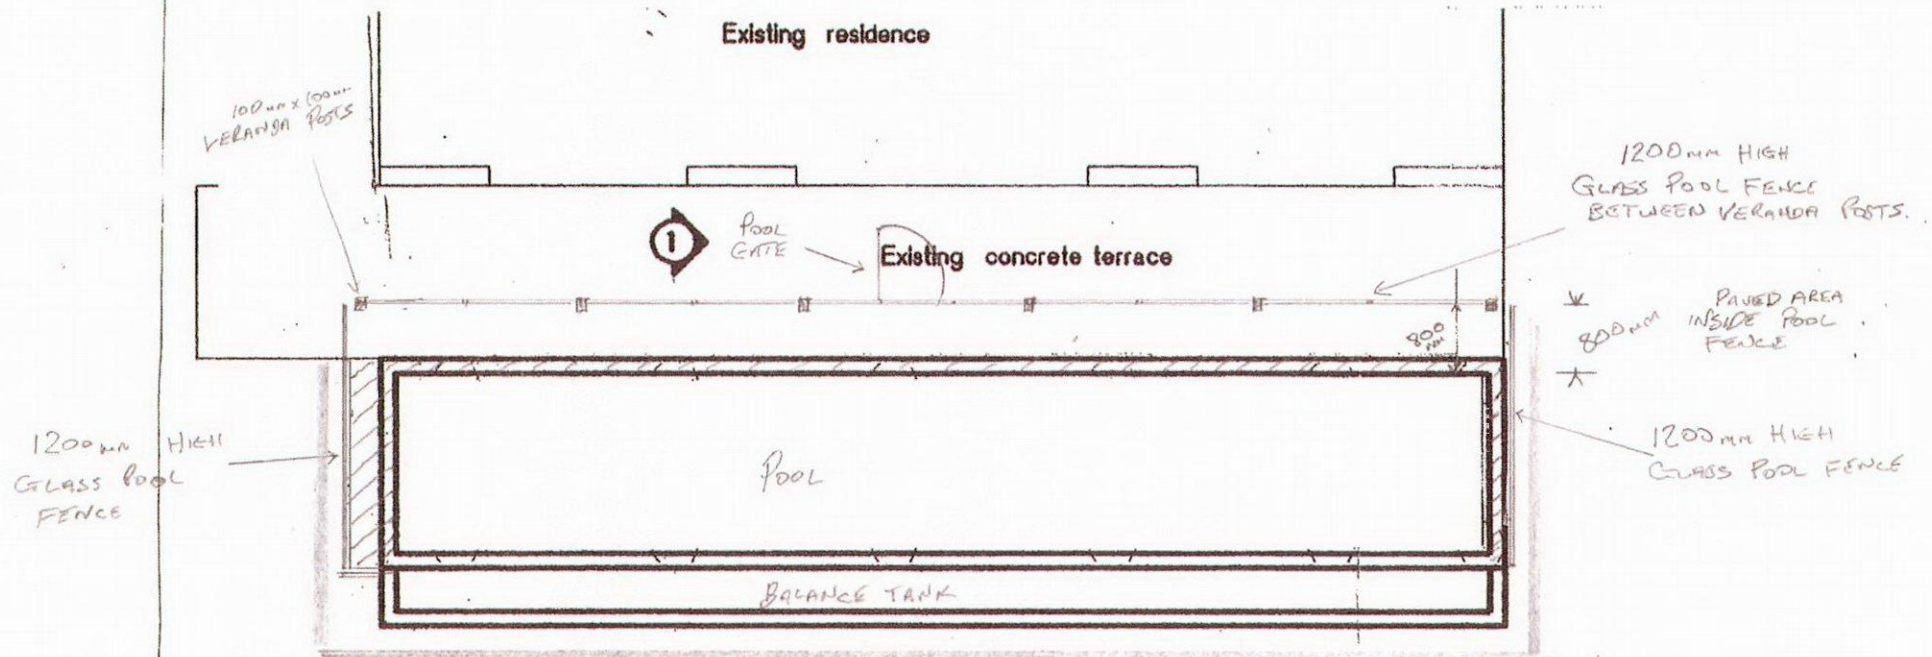 Existing residence
100mm x 100mm
VERANDA POSTS
1200mm HIGH
GLASS POOL FENCE
BETWEEN VERANDA POSTS.
1
POOL
GATE
Existing concrete terrace
800
mm
800mm
PAVED AREA
INSIDE POOL
FENCE
1200mm HIGH
GLASS POOL
FENCE
POOL
1200mm HIGH
GLASS POOL FENCE
BALANCE TANK